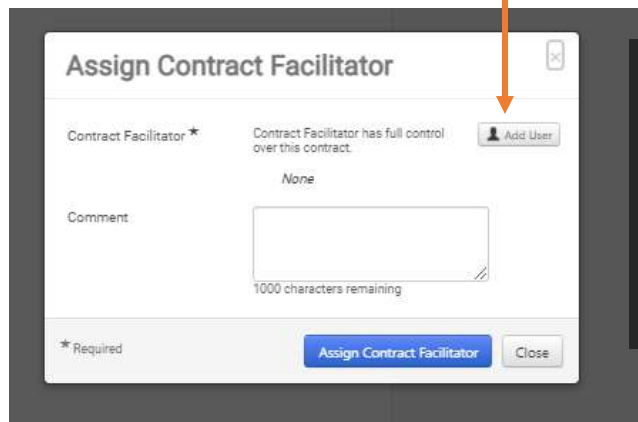 Assign Contract Facilitator
Contract Facilitator ★
Contract Facilitator has full control
over this contract.
Add User
None
Comment
1000 characters remaining
★ Required
Assign Contract Facilitator
Close